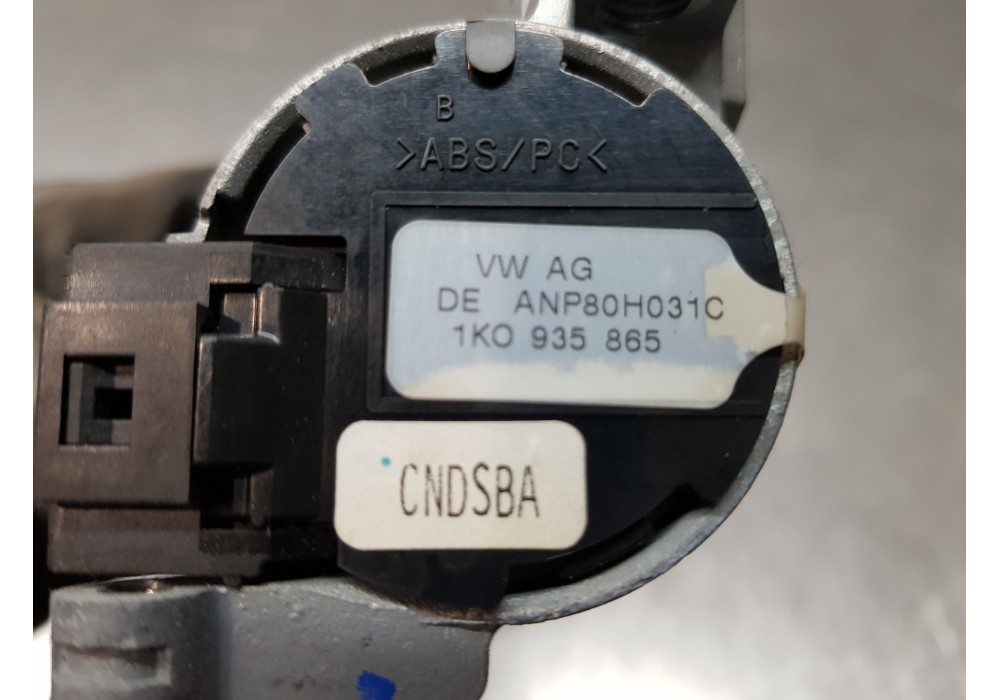 B
>ABS/PC<
VW AG
DE ANP80H031C
1K0 935 865
CNDSBA